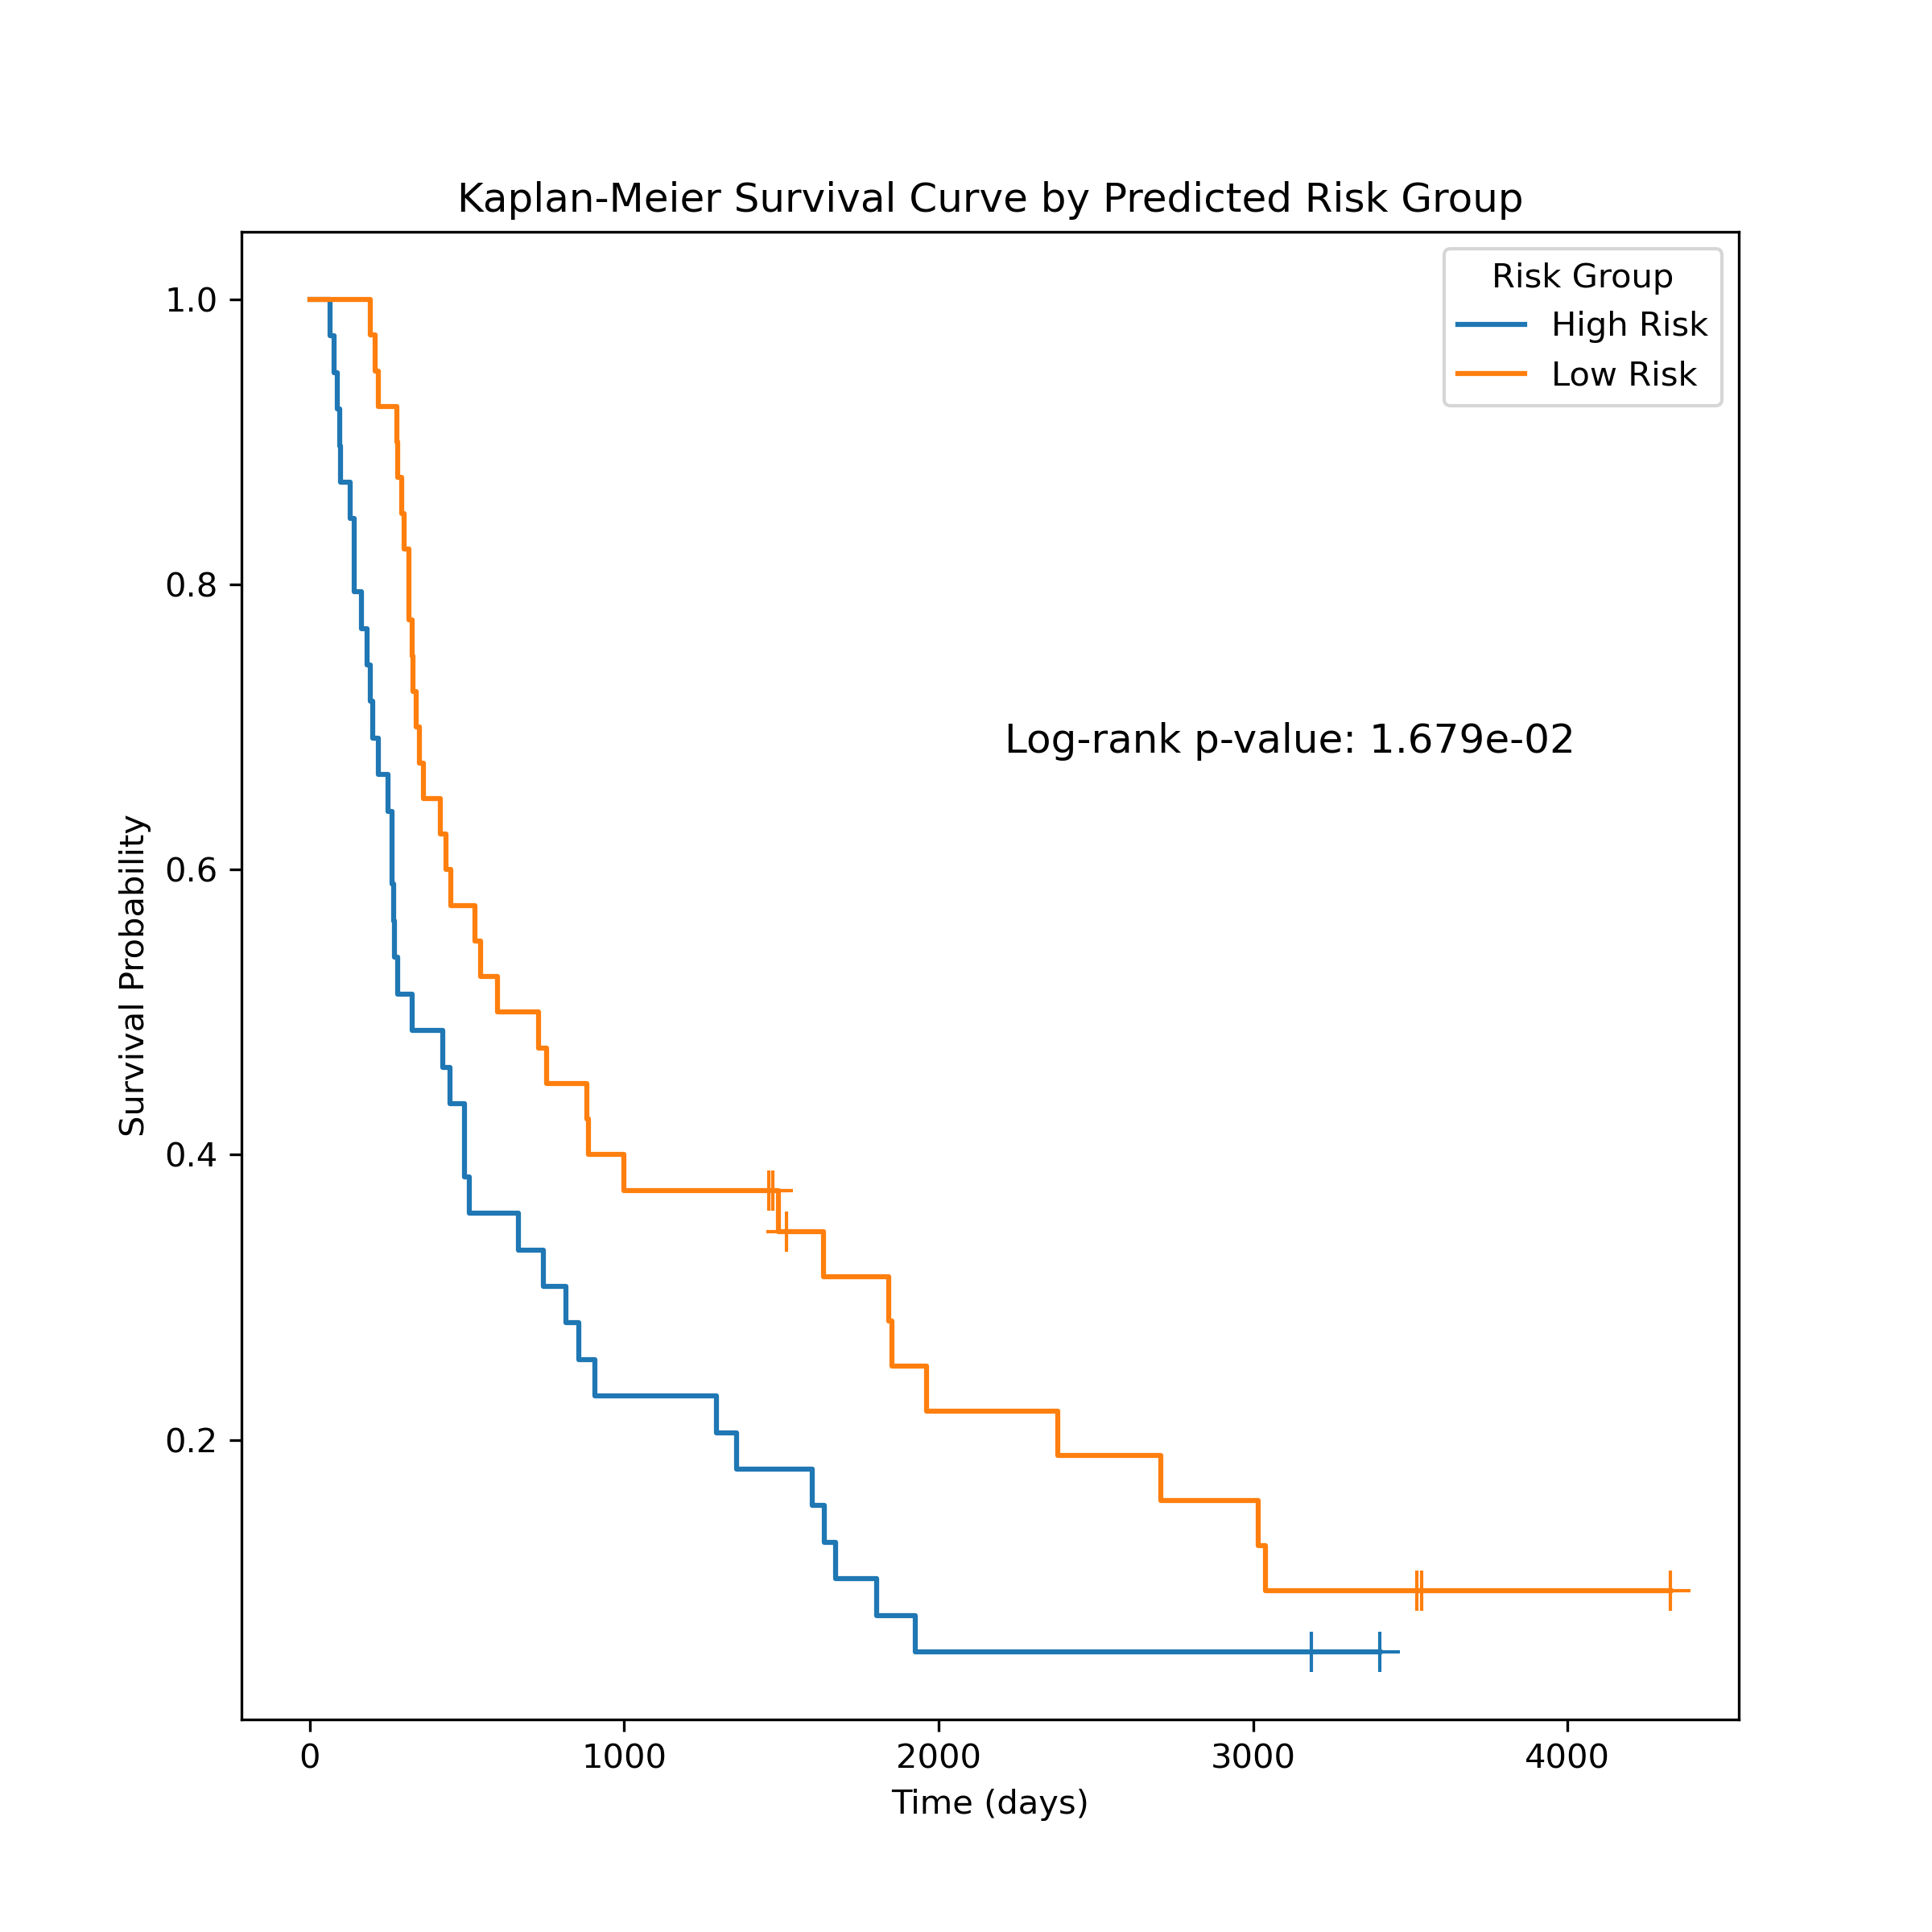 Kaplan-Meier Survival Curve by Predicted Risk Group
Risk Group
High Risk
Low Risk
Log-rank p-value: 1.679e-02
Survival Probability
1.0
0.8
0.6
0.4
0.2
0 1000 2000 3000 4000
Time (days)